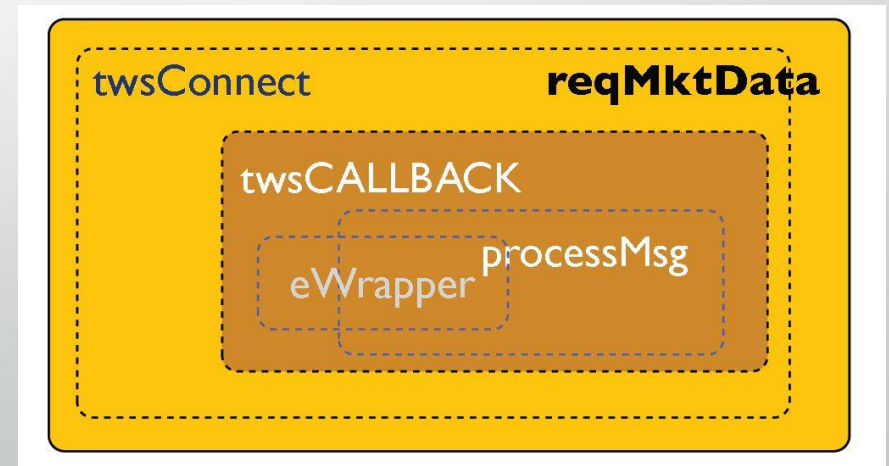 twsConnect reqMktData
twsCALLBACK
processMsg
eWrapper